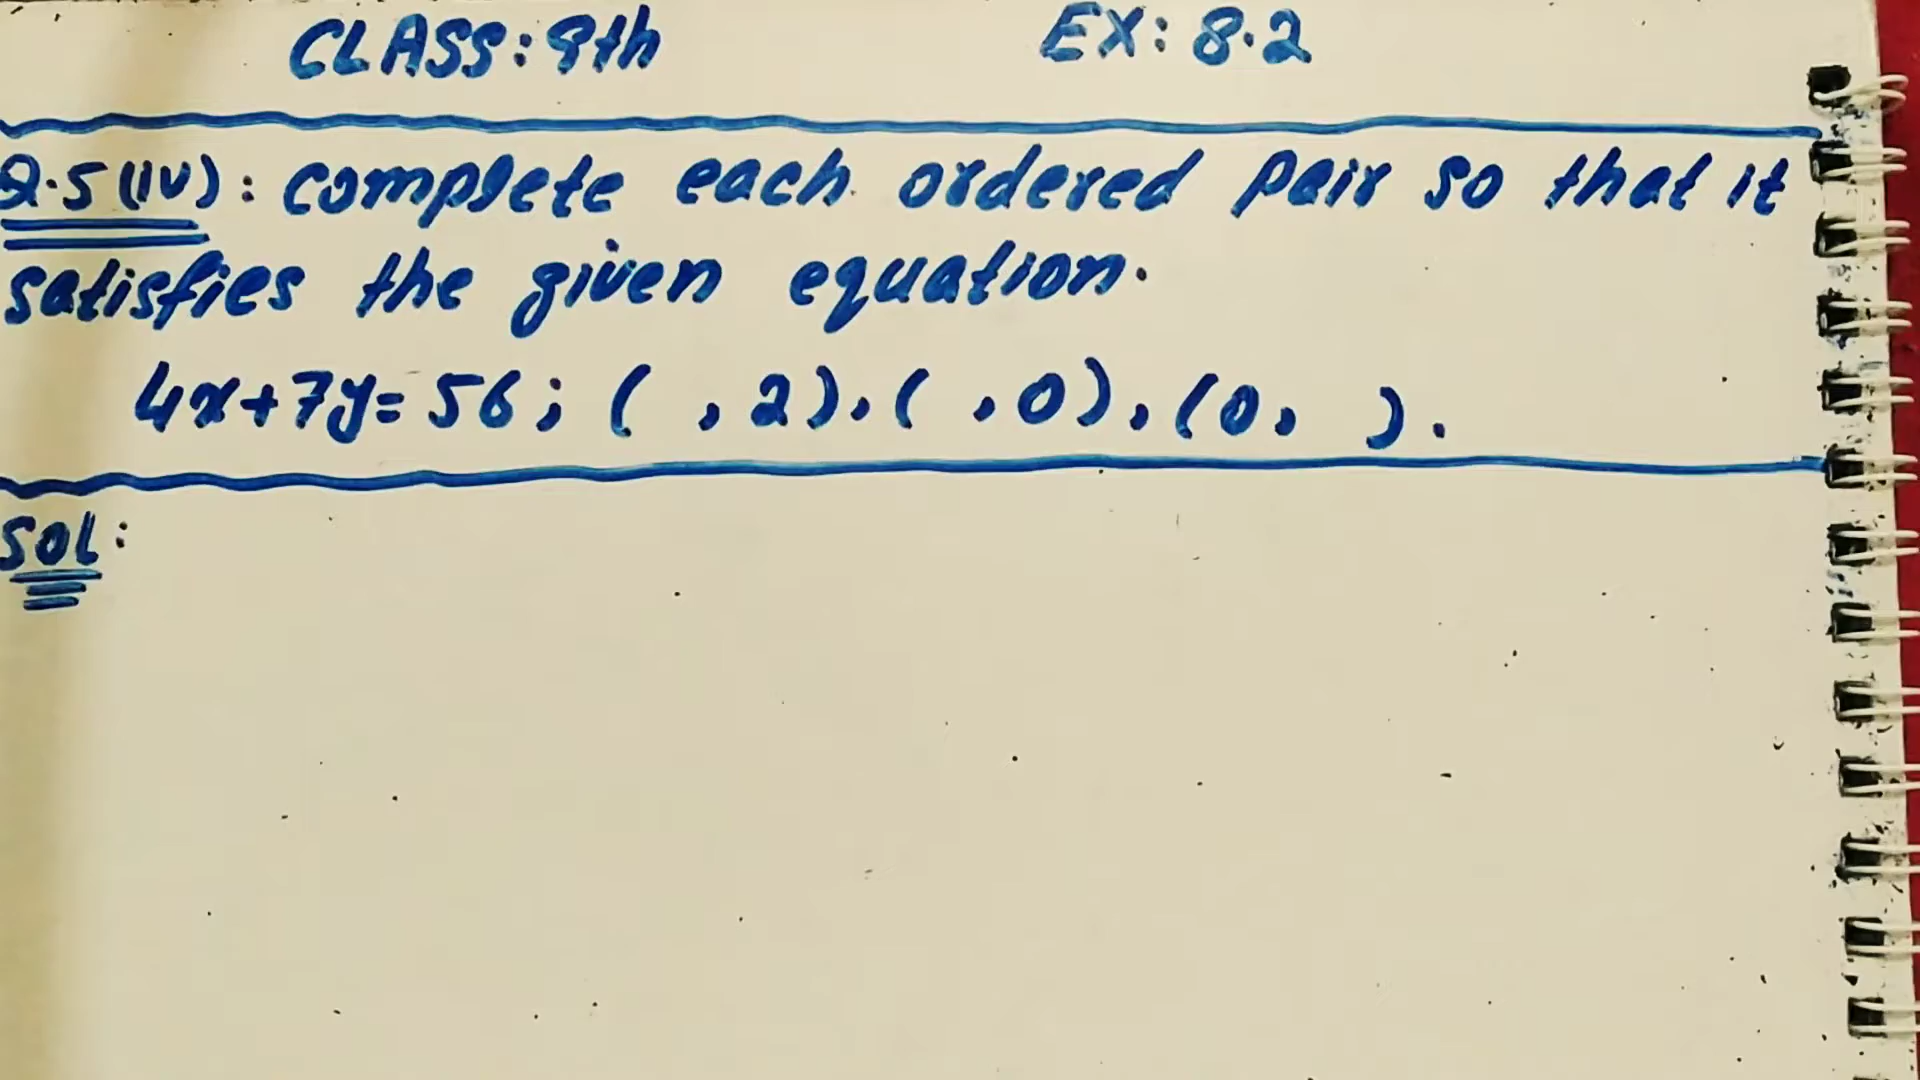 CLASS: 9th EX: 8.2
Q.5(iv): complete each ordered pair so that it
satisfies the given equation.
4x+7y=56; ( , 2), ( , 0), (0, ).
SOL: